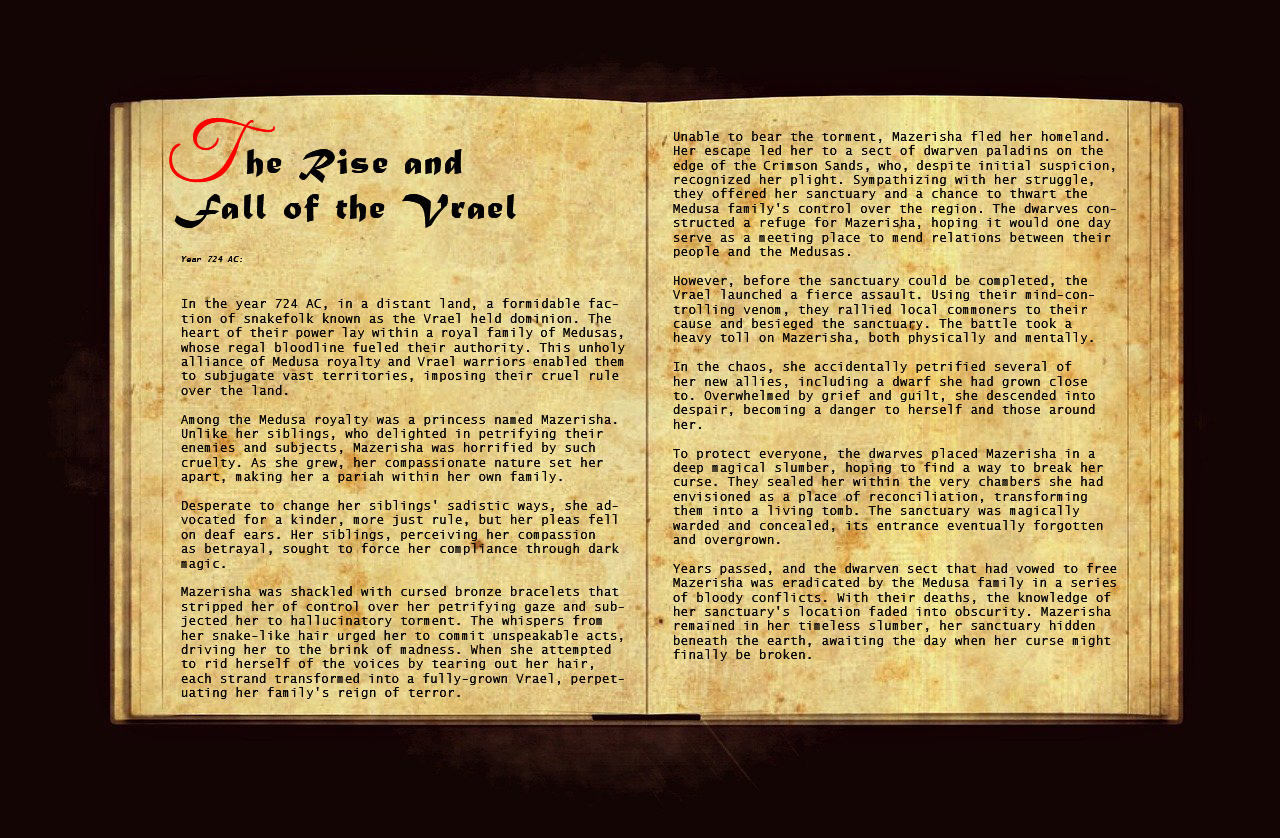 The Rise and
Fall of the Vrael
Year 724 AC:
In the year 724 AC, in a distant land, a formidable fac-
tion of snakefolk known as the Vrael held dominion. The
heart of their power lay within a royal family of Medusas,
whose regal bloodline fueled their authority. This unholy
alliance of Medusa royalty and Vrael warriors enabled them
to subjugate vast territories, imposing their cruel rule
over the land.
Among the Medusa royalty was a princess named Mazerisha.
Unlike her siblings, who delighted in petrifying their
enemies and subjects, Mazerisha was horrified by such
cruelty. As she grew, her compassionate nature set her
apart, making her a pariah within her own family.
Desperate to change her siblings' sadistic ways, she ad-
vocated for a kinder, more just rule, but her pleas fell
on deaf ears. Her siblings, perceiving her compassion
as betrayal, sought to force her compliance through dark
magic.
Mazerisha was shackled with cursed bronze bracelets that
stripped her of control over her petrifying gaze and sub-
jected her to hallucinatory torment. The whispers from
her snake-like hair urged her to commit unspeakable acts,
driving her to the brink of madness. When she attempted
to rid herself of the voices by tearing out her hair,
each strand transformed into a fully-grown Vrael, perpet-
uating her family's reign of terror.
Unable to bear the torment, Mazerisha fled her homeland.
Her escape led her to a sect of dwarven paladins on the
edge of the Crimson Sands, who, despite initial suspicion,
recognized her plight. Sympathizing with her struggle,
they offered her sanctuary and a chance to thwart the
Medusa family's control over the region. The dwarves con-
structed a refuge for Mazerisha, hoping it would one day
serve as a meeting place to mend relations between their
people and the Medusas.
However, before the sanctuary could be completed, the
Vrael launched a fierce assault. Using their mind-con-
trolling venom, they rallied local commoners to their
cause and besieged the sanctuary. The battle took a
heavy toll on Mazerisha, both physically and mentally.
In the chaos, she accidentally petrified several of
her new allies, including a dwarf she had grown close
to. Overwhelmed by grief and guilt, she descended into
despair, becoming a danger to herself and those around
her.
To protect everyone, the dwarves placed Mazerisha in a
deep magical slumber, hoping to find a way to break her
curse. They sealed her within the very chambers she had
envisioned as a place of reconciliation, transforming
them into a living tomb. The sanctuary was magically
warded and concealed, its entrance eventually forgotten
and overgrown.
Years passed, and the dwarven sect that had vowed to free
Mazerisha was eradicated by the Medusa family in a series
of bloody conflicts. With their deaths, the knowledge of
her sanctuary's location faded into obscurity. Mazerisha
remained in her timeless slumber, her sanctuary hidden
beneath the earth, awaiting the day when her curse might
finally be broken.